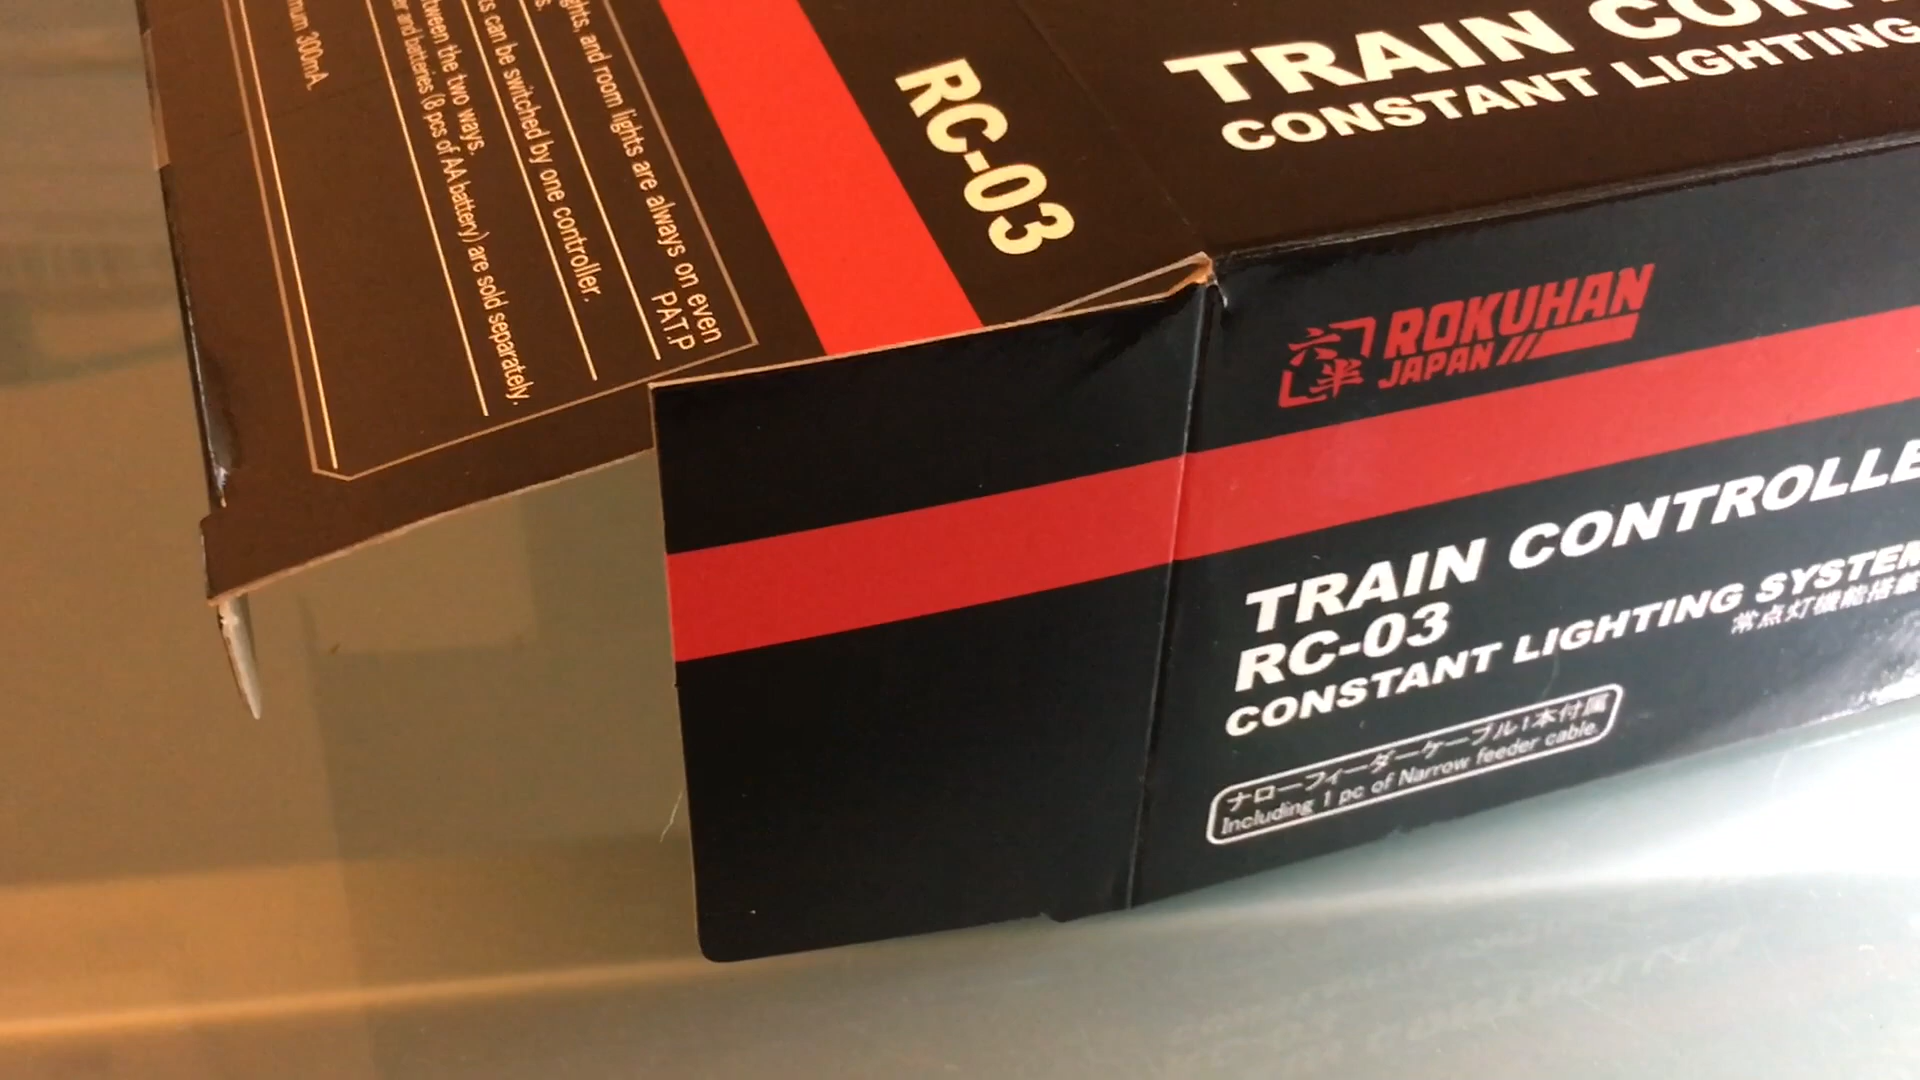 TRAIN
CONSTANT LIGHTING
RC-03
ghts, and room lights are always on even
PAT.P
s.
ts can be switched by one controller.
tween the two ways.
er and batteries (8 pcs of AA battery) are sold separately.
mum 300mA.
六半
ROKUHAN
JAPAN
TRAIN CONTROLLE
RC-03
CONSTANT LIGHTING SYSTEM
常点灯機能搭載
ナローフィーダーケーブル1本付属
Including 1 pc of Narrow feeder cable.